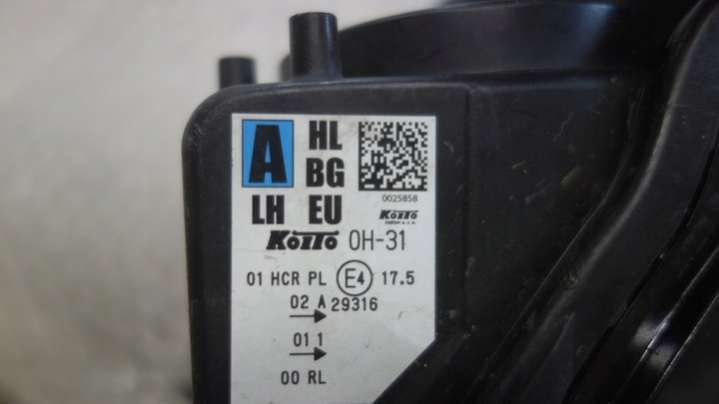 A HL
BG
LH EU
0025858
KOITO
KOITO OH-31
01 HCR PL E4 17.5
02 A 29316
01 1
00 RL